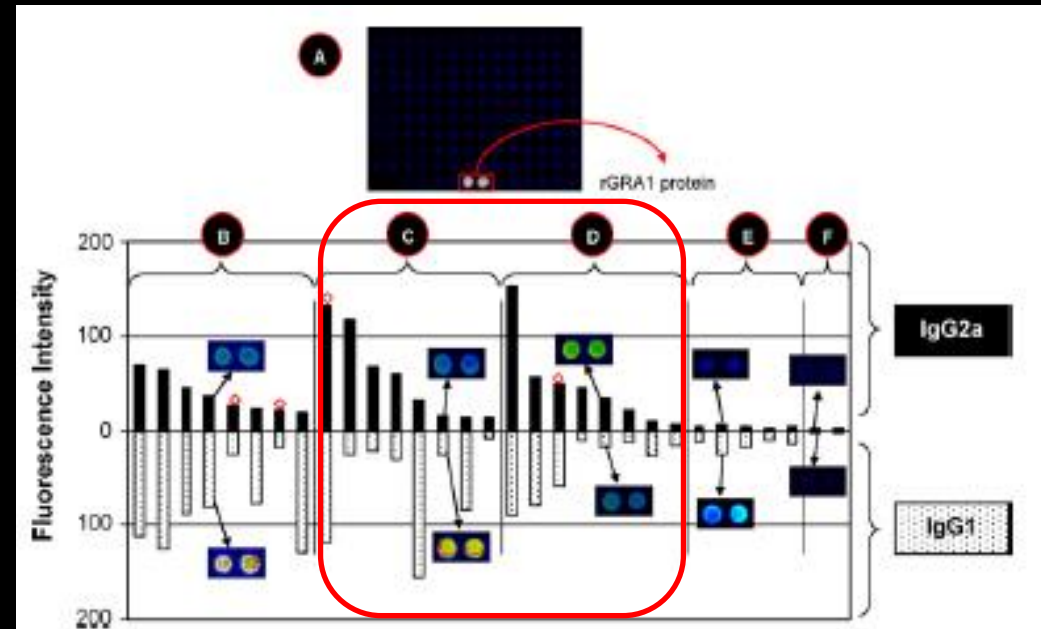 A
rGRA1 protein
B C D E F
200
100
0
100
200
Fluorescence Intensity
IgG2a
IgG1